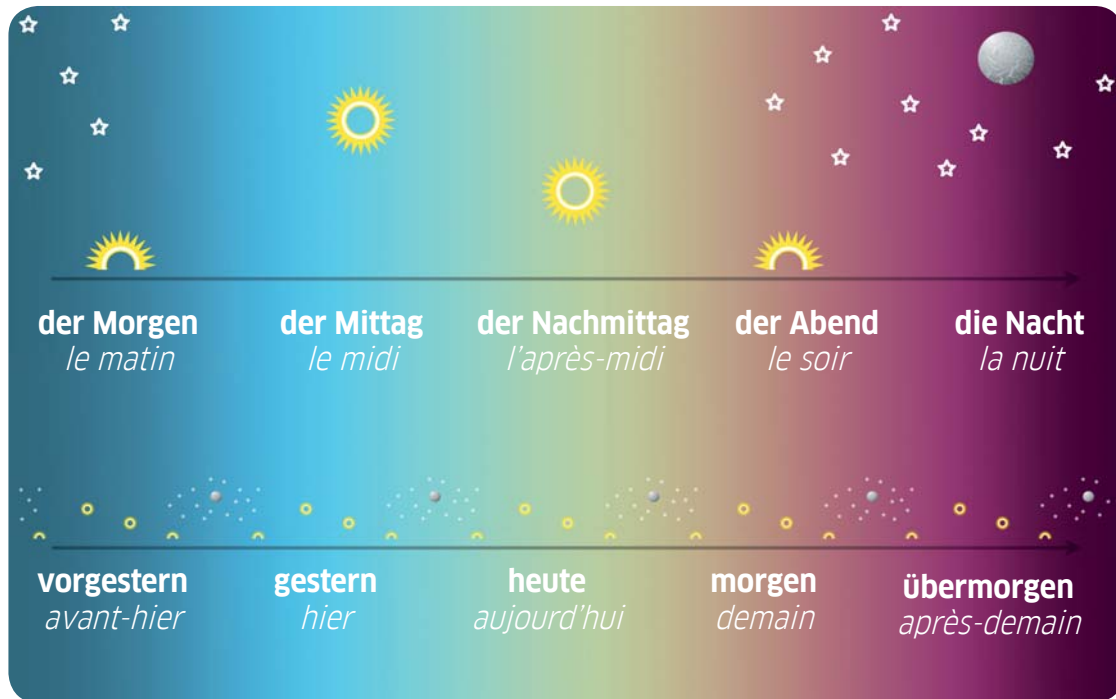 der Morgen der Mittag der Nachmittag der Abend die Nacht
le matin le midi l'après-midi le soir la nuit
vorgestern gestern heute morgen übermorgen
avant-hier hier aujourd'hui demain après-demain